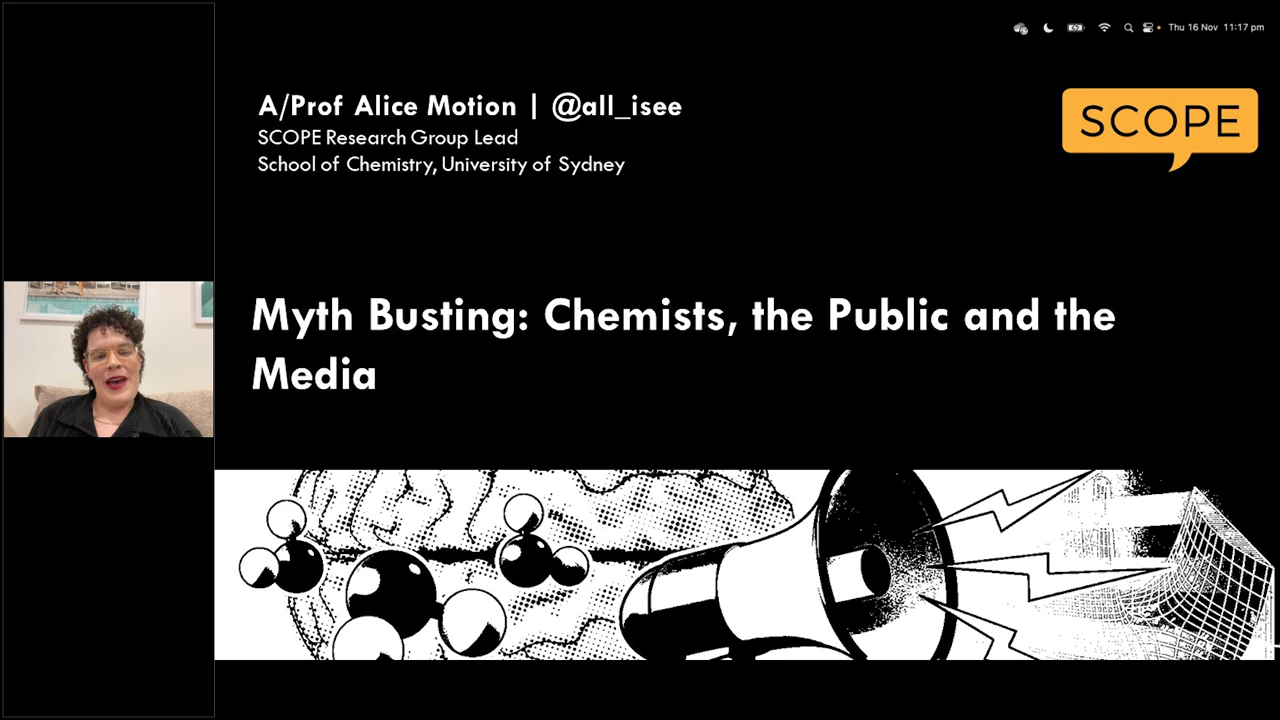 Thu 16 Nov 11:17 pm
A/Prof Alice Motion | @all_isee
SCOPE Research Group Lead
School of Chemistry, University of Sydney
SCOPE
Myth Busting: Chemists, the Public and the
Media